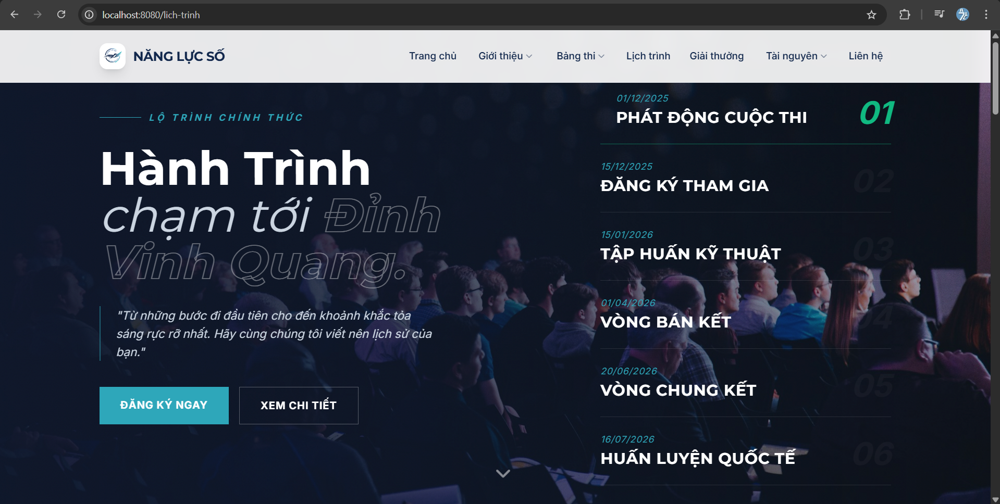 localhost:8080/lich-trinh
NĂNG LỰC SỐ
Trang chủ
Giới thiệu
Bảng thi
Lịch trình
Giải thưởng
Tài nguyên
Liên hệ
LỘ TRÌNH CHÍNH THỨC
Hành Trình
chạm tới Đỉnh
Vinh Quang.
"Từ những bước đi đầu tiên cho đến khoảnh khắc tỏa
sáng rực rỡ nhất. Hãy cùng chúng tôi viết nên lịch sử của
bạn."
ĐĂNG KÝ NGAY
XEM CHI TIẾT
01/12/2025
PHÁT ĐỘNG CUỘC THI
01
15/12/2025
ĐĂNG KÝ THAM GIA
02
15/01/2026
TẬP HUẤN KỸ THUẬT
03
01/04/2026
VÒNG BÁN KẾT
04
20/06/2026
VÒNG CHUNG KẾT
05
16/07/2026
HUẤN LUYỆN QUỐC TẾ
06